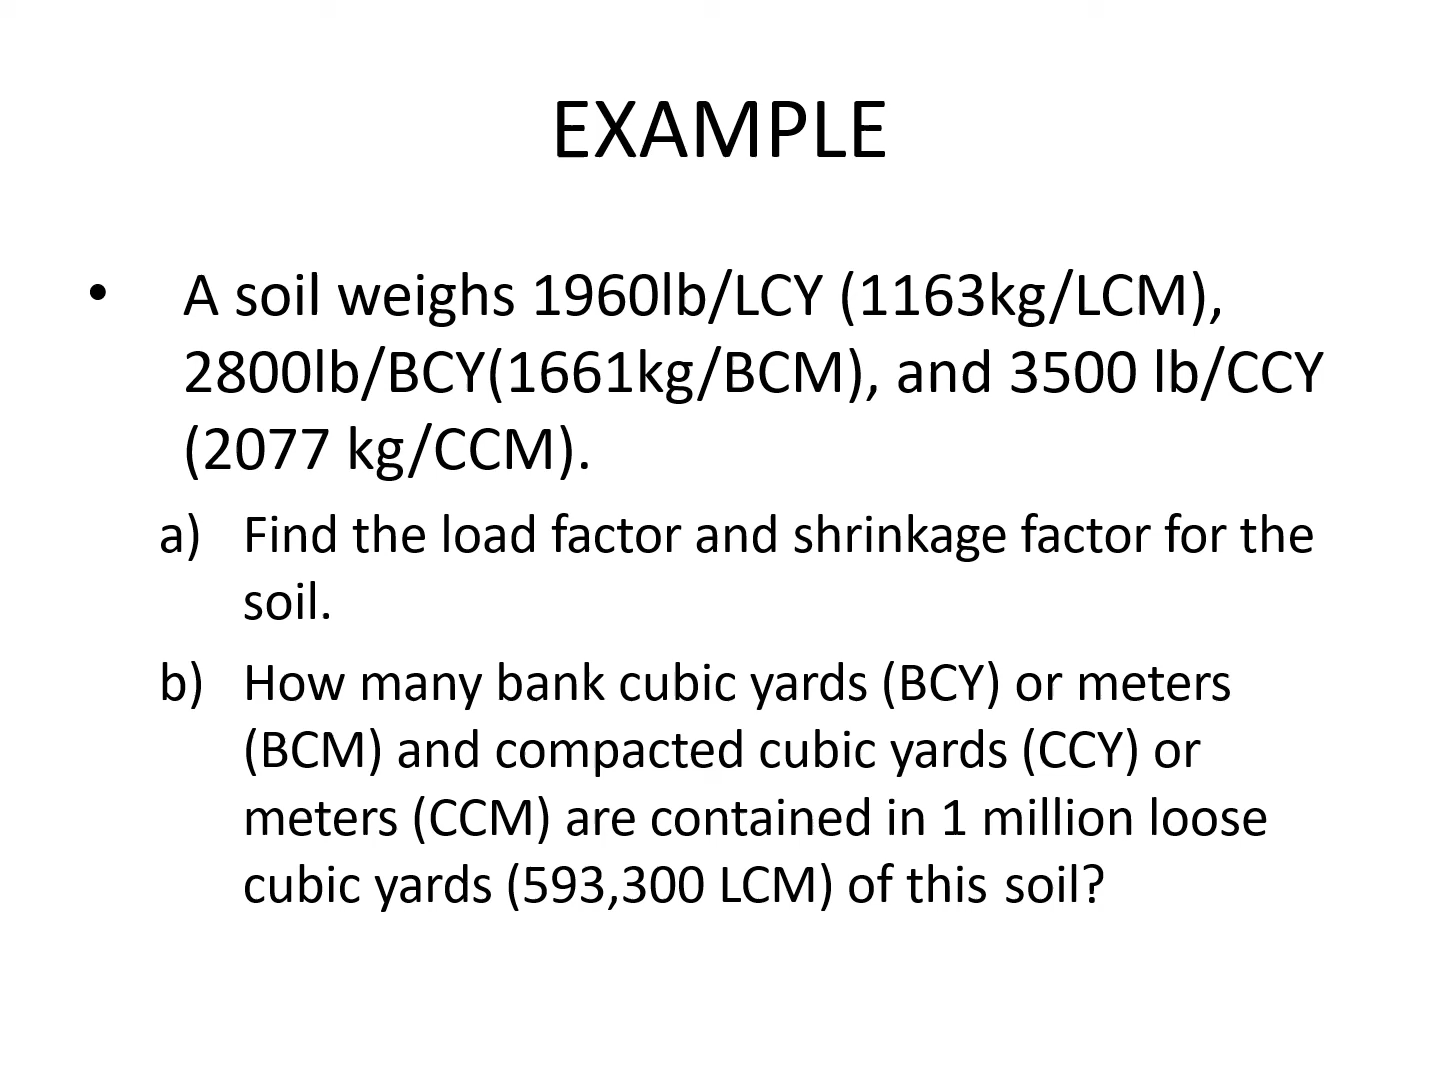 EXAMPLE
• A soil weighs 1960lb/LCY (1163kg/LCM),
2800lb/BCY(1661kg/BCM), and 3500 lb/CCY
(2077 kg/CCM).
a) Find the load factor and shrinkage factor for the
soil.
b) How many bank cubic yards (BCY) or meters
(BCM) and compacted cubic yards (CCY) or
meters (CCM) are contained in 1 million loose
cubic yards (593,300 LCM) of this soil?